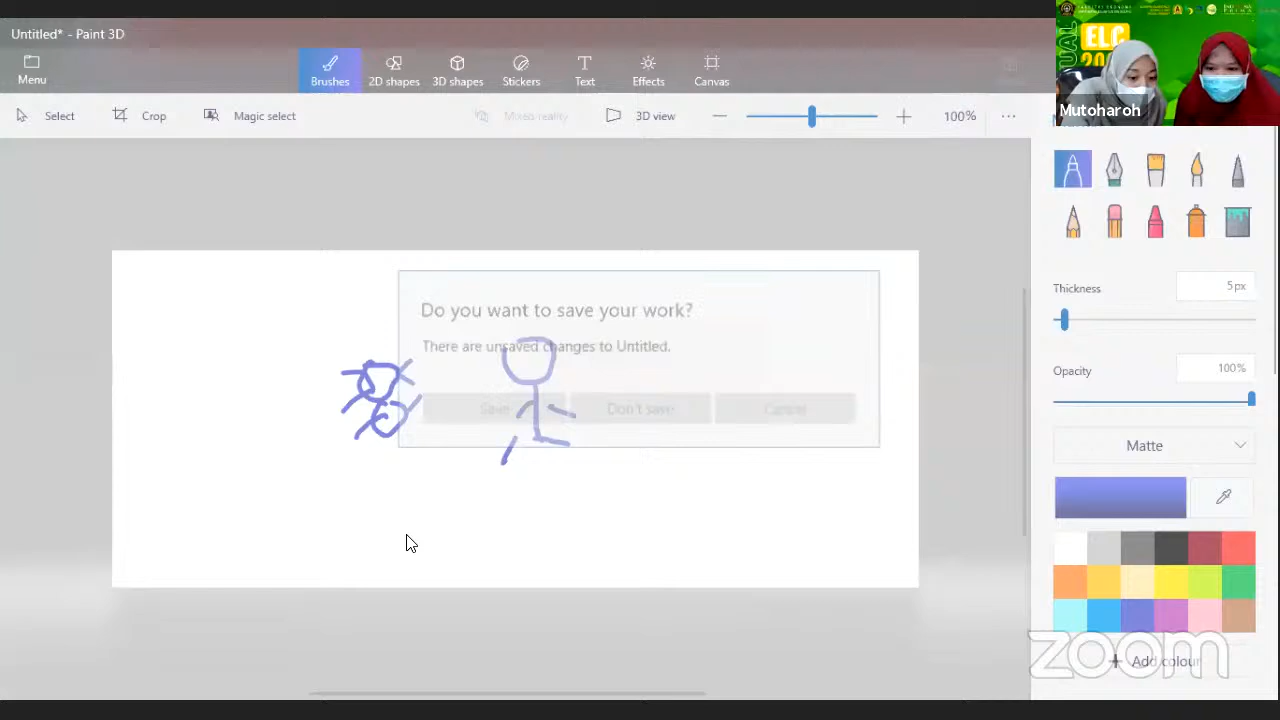 Untitled* - Paint 3D
Menu
Brushes
2D shapes
3D shapes
Stickers
Text
Effects
Canvas
Select
Crop
Magic select
Mixed reality
3D view
100%
ELC
Mutoharoh
Thickness
5px
Opacity
100%
Matte
Add colour
Do you want to save your work?
There are unsaved changes to Untitled.
Save
Don't save
Cancel
zoom